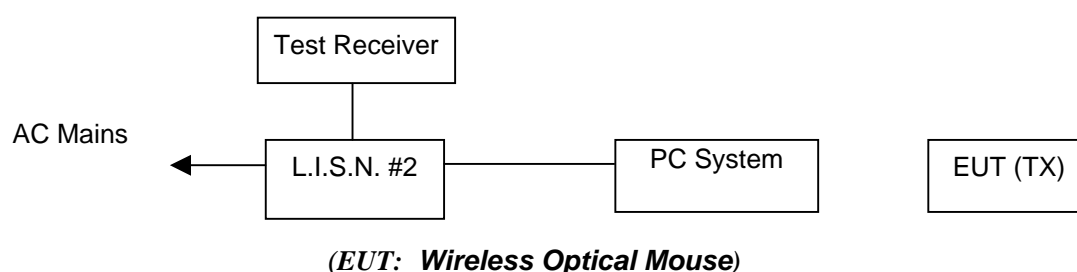 Test Receiver
AC Mains
L.I.S.N. #2
PC System
EUT (TX)
(EUT: Wireless Optical Mouse)